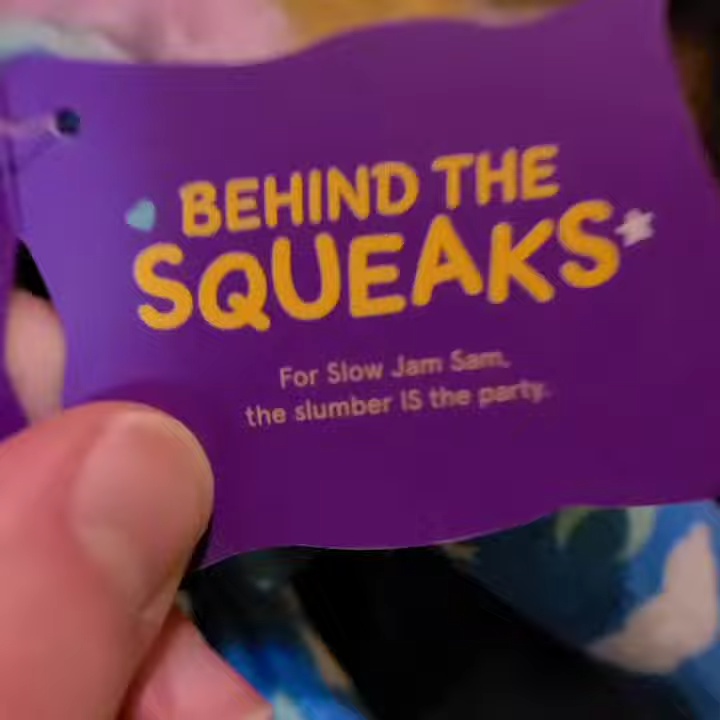 BEHIND THE
SQUEAKS
For Slow Jam Sam,
the slumber IS the party.